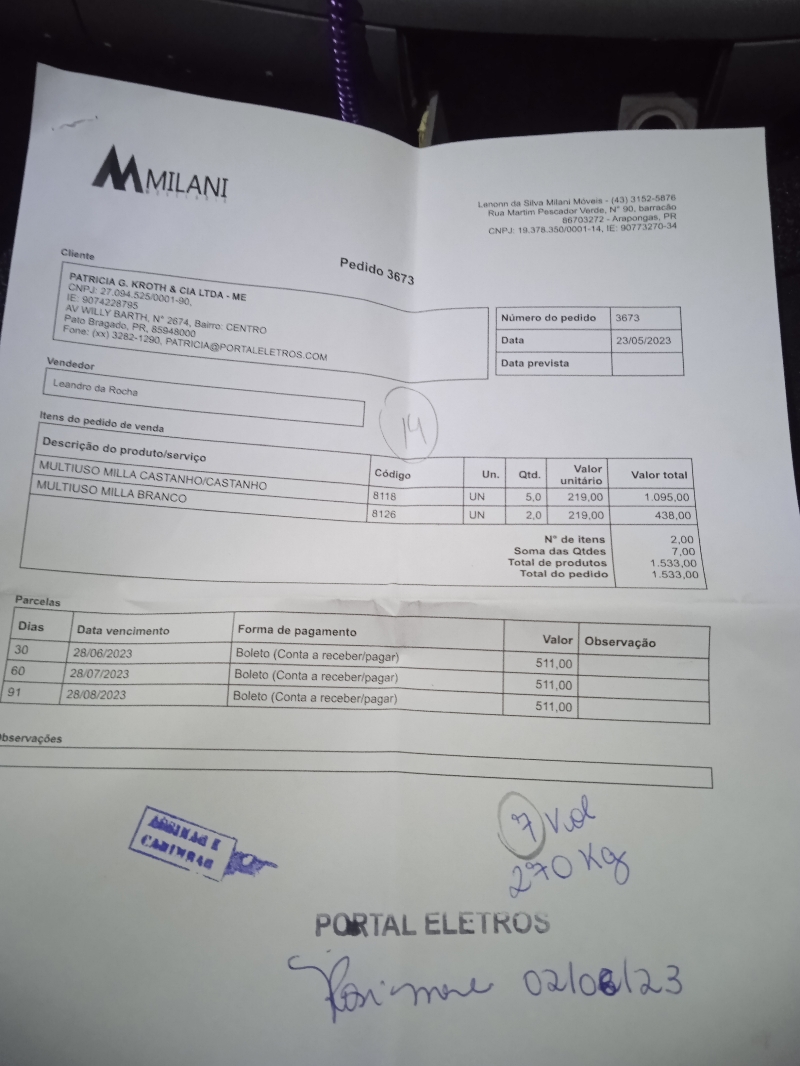 MILANI
Lenonn da Silva Milani Móveis - (43) 3152-5876
Rua Martim Pescador Verde, N° 90, barracão
86703272 - Arapongas, PR
CNPJ: 19.378.350/0001-14, IE: 90773270-34
Pedido 3673
Cliente
PATRICIA G. KROTH & CIA LTDA - ME
CNPJ: 27.094.525/0001-90,
IE: 9074228795
AV WILLY BARTH, N° 2674, Bairro: CENTRO
Pato Bragado, PR, 85948000
Fone: (xx) 3282-1290, PATRICIA@PORTALELETROS.COM
Número do pedido 3673
Data 23/05/2023
Data prevista
Vendedor
Leandro da Rocha
14
Itens do pedido de venda
Descrição do produto/serviço Código Un. Qtd. Valor unitário Valor total
MULTIUSO MILLA CASTANHO/CASTANHO 8118 UN 5,0 219,00 1.095,00
MULTIUSO MILLA BRANCO 8126 UN 2,0 219,00 438,00
N° de itens 2,00
Soma das Qtdes 7,00
Total de produtos 1.533,00
Total do pedido 1.533,00
Parcelas
Dias Data vencimento Forma de pagamento Valor Observação
30 28/06/2023 Boleto (Conta a receber/pagar) 511,00
60 28/07/2023 Boleto (Conta a receber/pagar) 511,00
91 28/08/2023 Boleto (Conta a receber/pagar) 511,00
Observações
7 Vol
270 Kg
PORTAL ELETROS
Rosimere 02/06/23